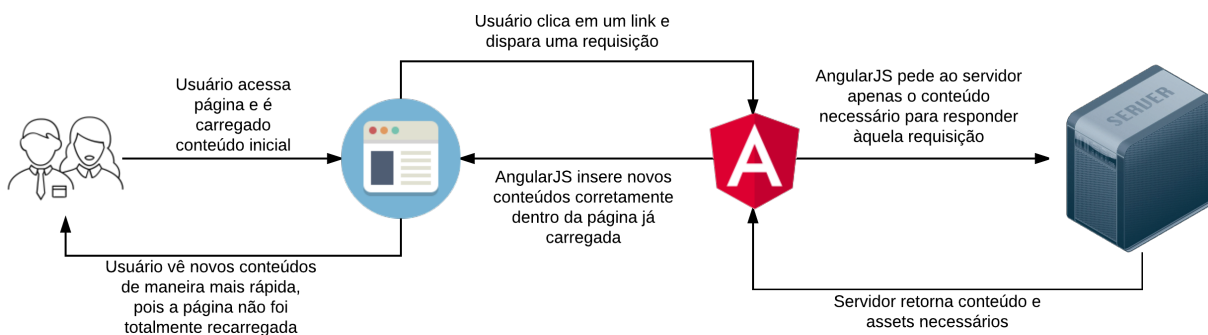 Usuário clica em um link e
dispara uma requisição
Usuário acessa
página e é
carregado
conteúdo inicial
AngularJS pede ao servidor
apenas o conteúdo
necessário para responder
àquela requisição
SERVER
A
AngularJS insere novos
conteúdos corretamente
dentro da página já
carregada
Usuário vê novos conteúdos
de maneira mais rápida,
pois a página não foi
totalmente recarregada
Servidor retorna conteúdo e
assets necessários